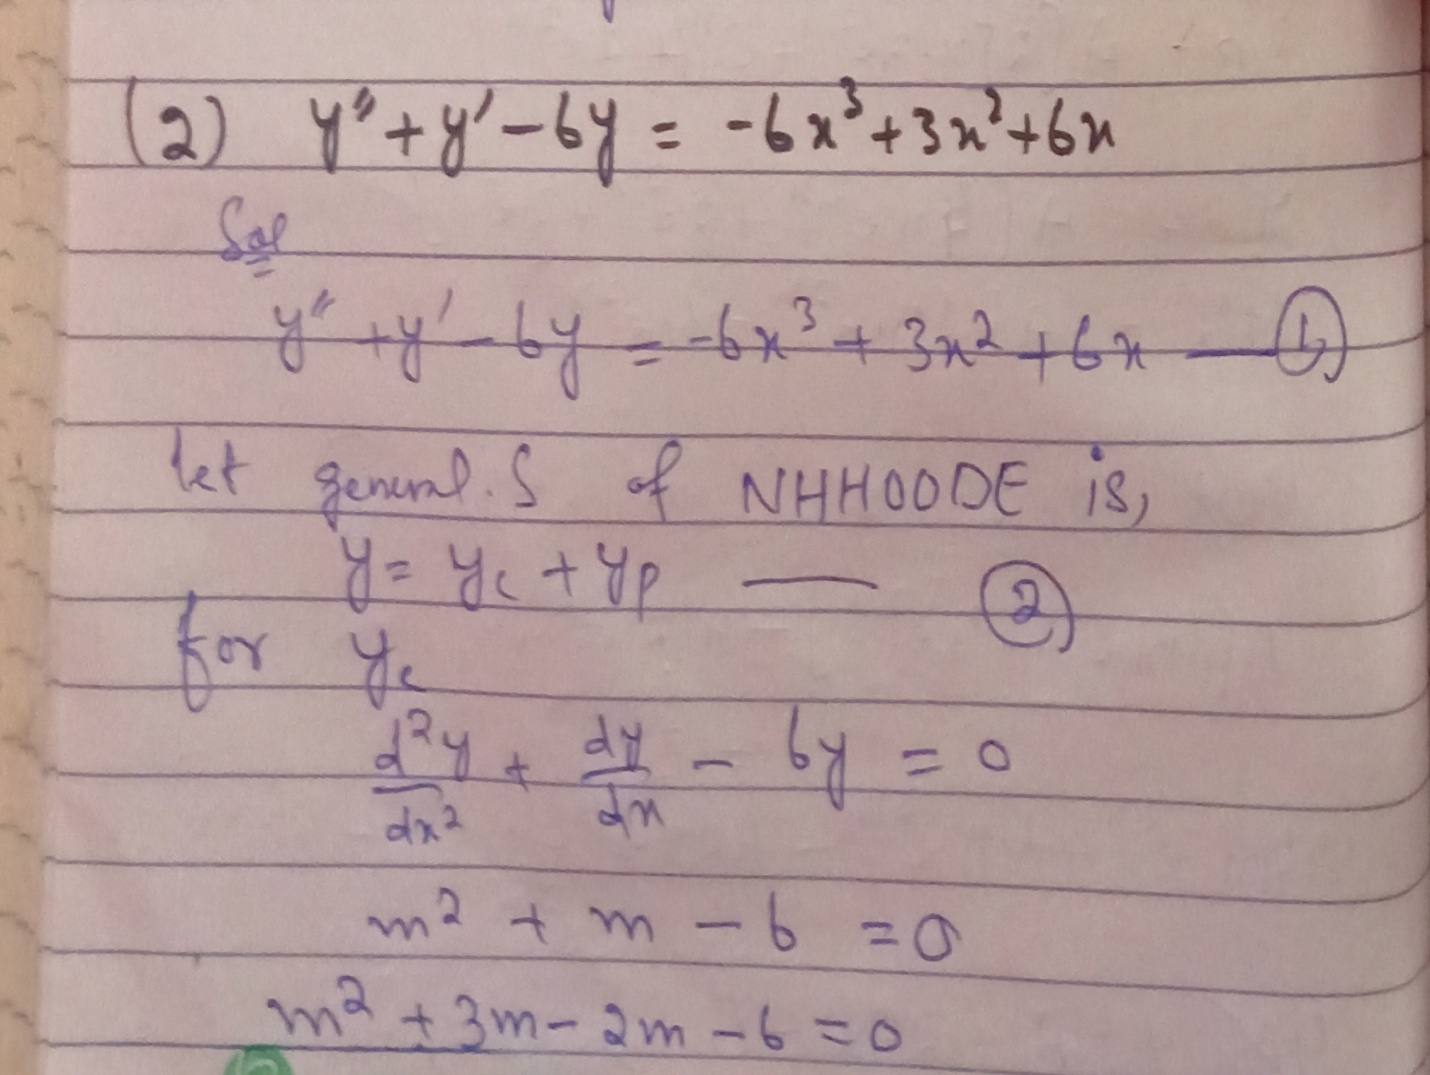 (2) y'' + y' - 6y = -6x³ + 3x² + 6x
Sol
y'' + y' - 6y = -6x³ + 3x² + 6x — (1)
let general. S of NHHOODE is,
y = yc + yp — (2)
for yc
d²y/dx² + dy/dx - 6y = 0
m² + m - 6 = 0
m² + 3m - 2m - 6 = 0